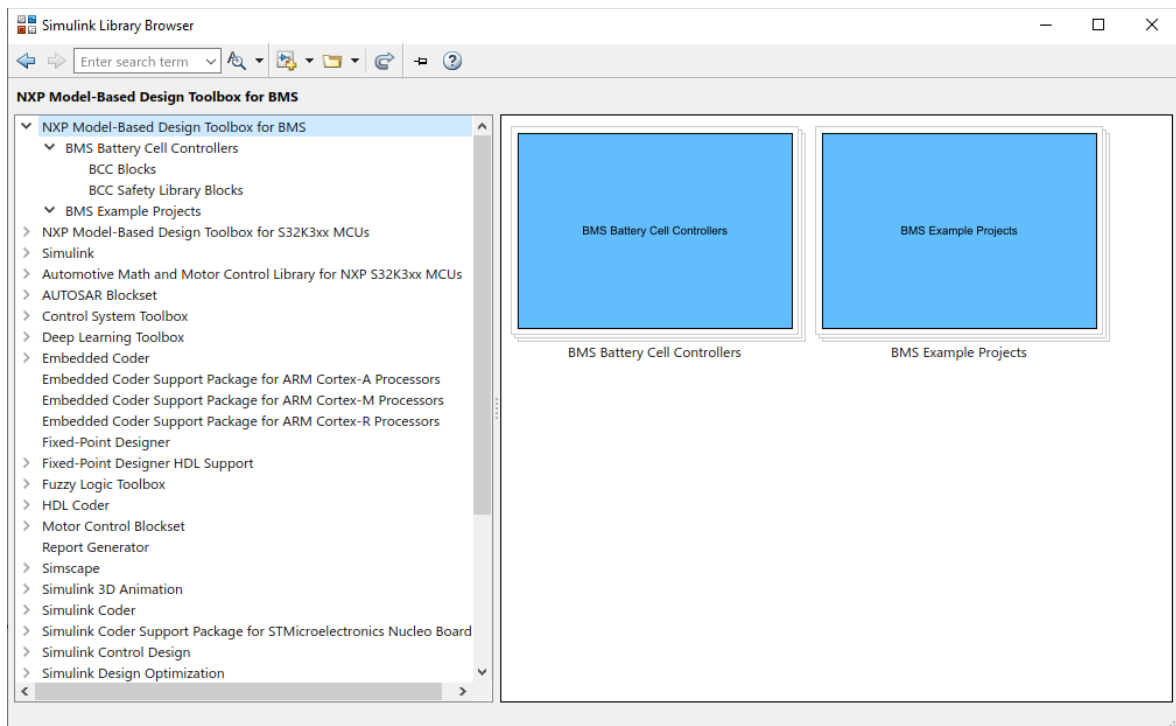 Simulink Library Browser
Enter search term
NXP Model-Based Design Toolbox for BMS
NXP Model-Based Design Toolbox for BMS
BMS Battery Cell Controllers
BCC Blocks
BCC Safety Library Blocks
BMS Example Projects
NXP Model-Based Design Toolbox for S32K3xx MCUs
Simulink
Automotive Math and Motor Control Library for NXP S32K3xx MCUs
AUTOSAR Blockset
Control System Toolbox
Deep Learning Toolbox
Embedded Coder
Embedded Coder Support Package for ARM Cortex-A Processors
Embedded Coder Support Package for ARM Cortex-M Processors
Embedded Coder Support Package for ARM Cortex-R Processors
Fixed-Point Designer
Fixed-Point Designer HDL Support
Fuzzy Logic Toolbox
HDL Coder
Motor Control Blockset
Report Generator
Simscape
Simulink 3D Animation
Simulink Coder
Simulink Coder Support Package for STMicroelectronics Nucleo Board
Simulink Control Design
Simulink Design Optimization
BMS Battery Cell Controllers
BMS Battery Cell Controllers
BMS Example Projects
BMS Example Projects